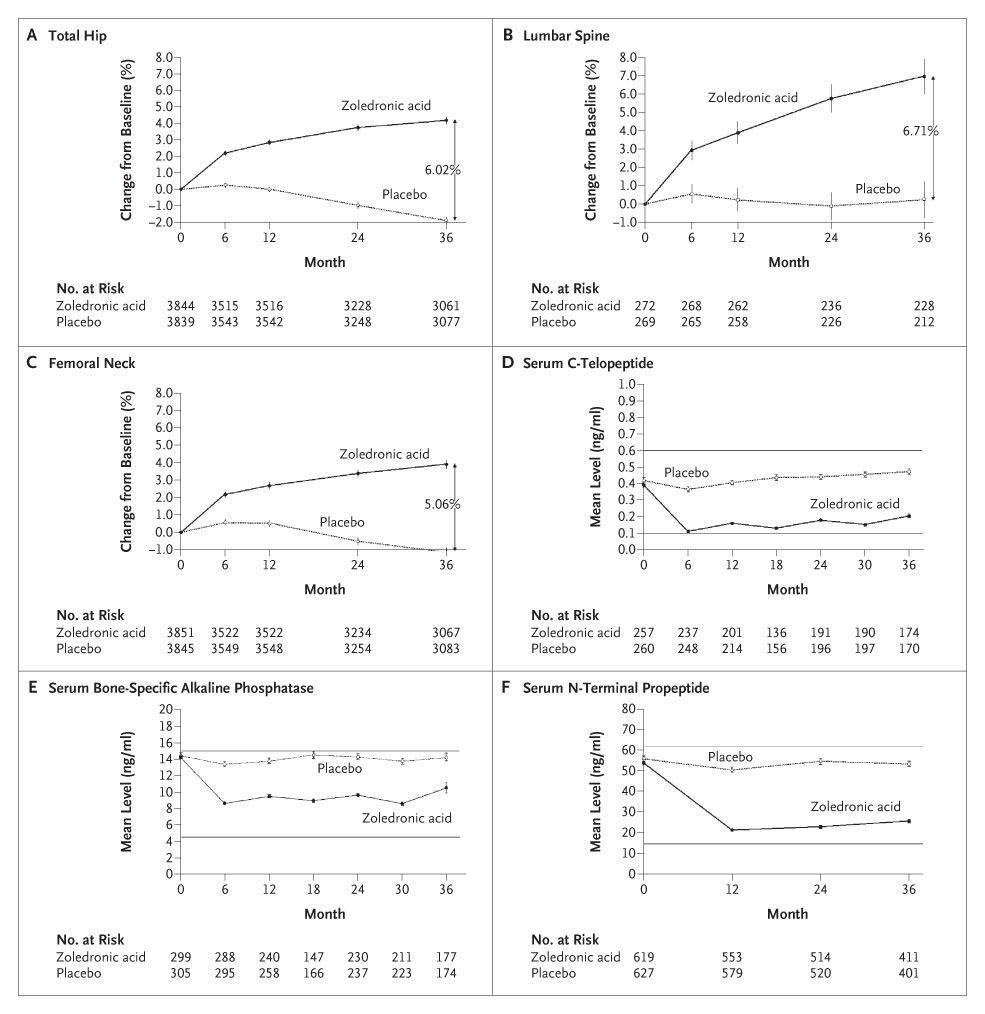 A Total Hip
Change from Baseline (%)
8.0
7.0
6.0
5.0
4.0
3.0
2.0
1.0
0.0
−1.0
−2.0
Zoledronic acid
6.02%
Placebo
0 6 12 24 36
Month
No. at Risk
Zoledronic acid 3844 3515 3516 3228 3061
Placebo 3839 3543 3542 3248 3077
B Lumbar Spine
Change from Baseline (%)
8.0
7.0
6.0
5.0
4.0
3.0
2.0
1.0
0.0
−1.0
Zoledronic acid
6.71%
Placebo
0 6 12 24 36
Month
No. at Risk
Zoledronic acid 272 268 262 236 228
Placebo 269 265 258 226 212
C Femoral Neck
Change from Baseline (%)
8.0
7.0
6.0
5.0
4.0
3.0
2.0
1.0
0.0
−1.0
Zoledronic acid
5.06%
Placebo
0 6 12 24 36
Month
No. at Risk
Zoledronic acid 3851 3522 3522 3234 3067
Placebo 3845 3549 3548 3254 3083
D Serum C-Telopeptide
Mean Level (ng/ml)
1.0
0.9
0.8
0.7
0.6
0.5
0.4
0.3
0.2
0.1
0.0
Placebo
Zoledronic acid
0 6 12 18 24 30 36
Month
No. at Risk
Zoledronic acid 257 237 201 136 191 190 174
Placebo 260 248 214 156 196 197 170
E Serum Bone-Specific Alkaline Phosphatase
Mean Level (ng/ml)
20
18
16
14
12
10
8
6
4
2
0
Placebo
Zoledronic acid
0 6 12 18 24 30 36
Month
No. at Risk
Zoledronic acid 299 288 240 147 230 211 177
Placebo 305 295 258 166 237 223 174
F Serum N-Terminal Propeptide
Mean Level (ng/ml)
80
70
60
50
40
30
20
10
0
Placebo
Zoledronic acid
0 12 24 36
Month
No. at Risk
Zoledronic acid 619 553 514 411
Placebo 627 579 520 401